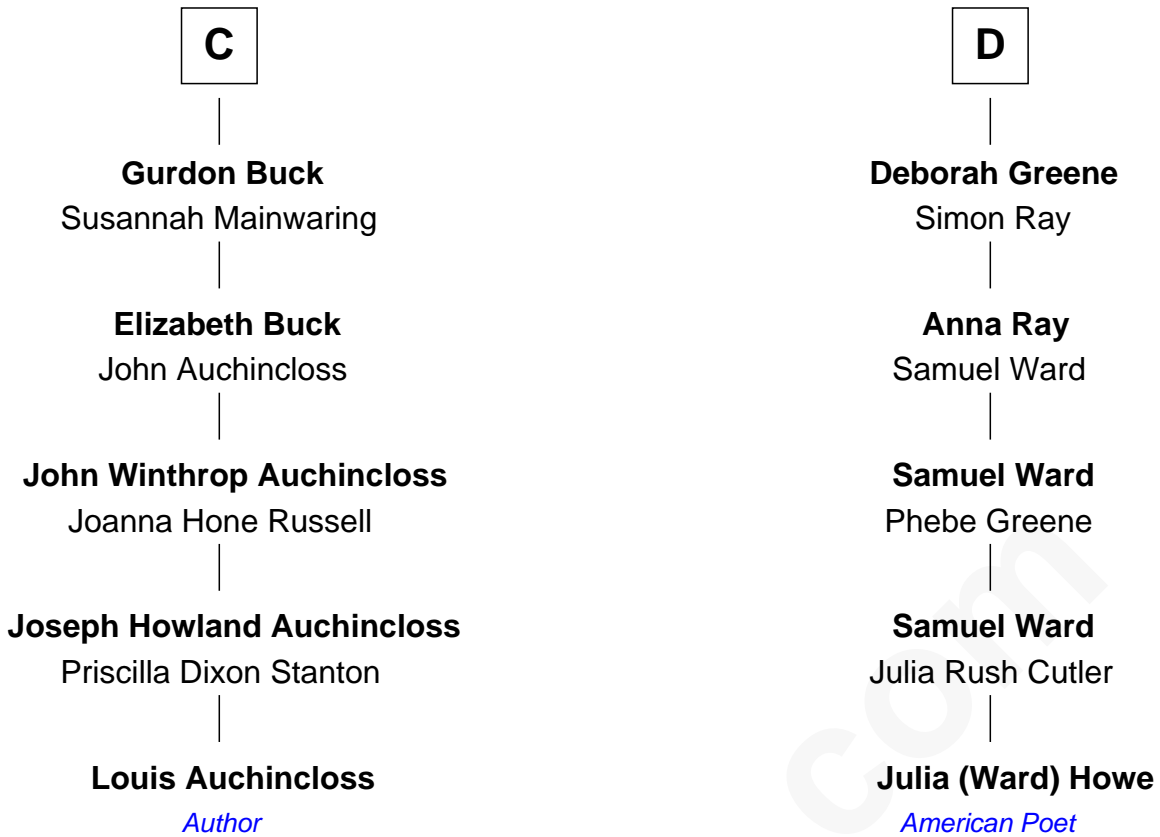 C
D
Gurdon Buck
Deborah Greene
Susannah Mainwaring
Simon Ray
Elizabeth Buck
Anna Ray
John Auchincloss
Samuel Ward
John Winthrop Auchincloss
Samuel Ward
Joanna Hone Russell
Phebe Greene
Joseph Howland Auchincloss
Samuel Ward
Priscilla Dixon Stanton
Julia Rush Cutler
Louis Auchincloss
Julia (Ward) Howe
Author
American Poet
com